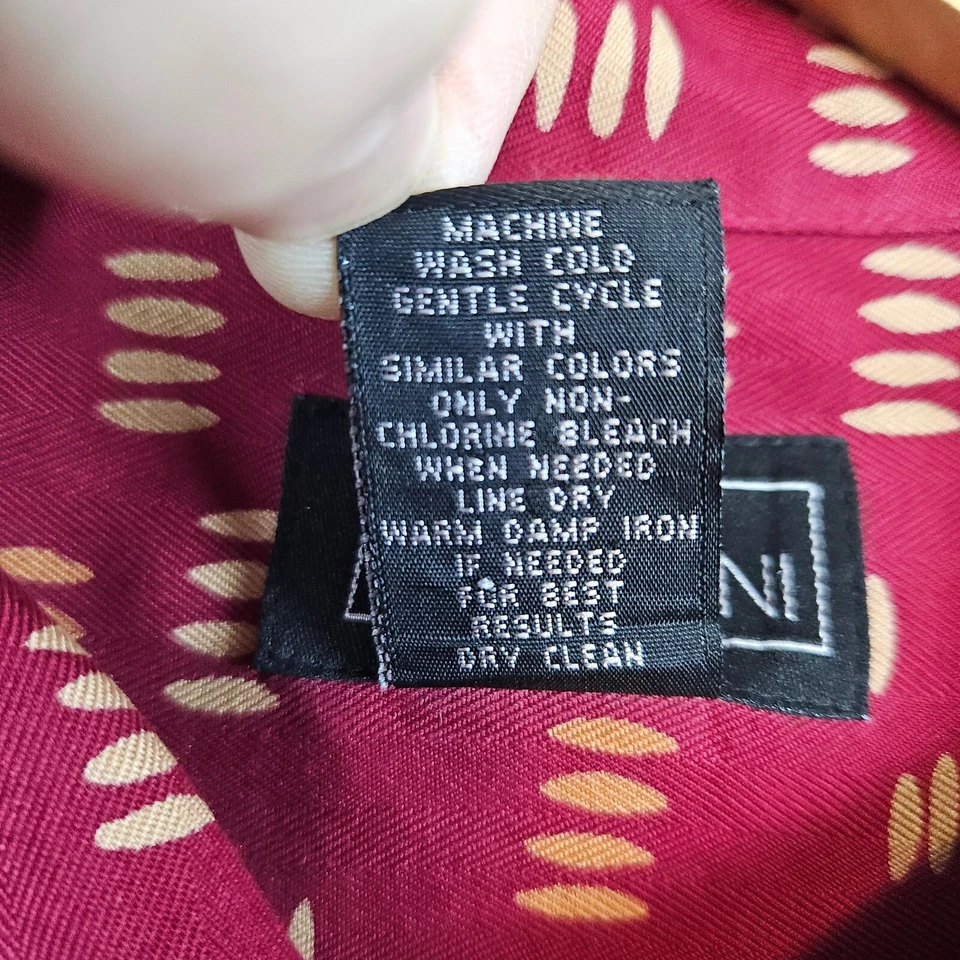 MACHINE
WASH COLD
GENTLE CYCLE
WITH
SIMILAR COLORS
ONLY NON-
CHLORINE BLEACH
WHEN NEEDED
LINE DRY
WARM DAMP IRON
IF NEEDED
FOR BEST
RESULTS
DRY CLEAN